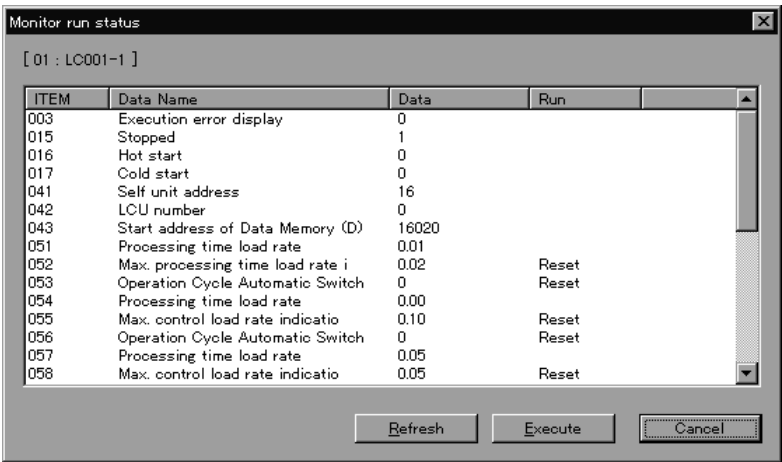 Monitor run status
[ 01 : LC001-1 ]
ITEM Data Name Data Run
003 Execution error display 0
015 Stopped 1
016 Hot start 0
017 Cold start 0
041 Self unit address 16
042 LCU number 0
043 Start address of Data Memory (D) 16020
051 Processing time load rate 0.01
052 Max. processing time load rate i 0.02 Reset
053 Operation Cycle Automatic Switch 0 Reset
054 Processing time load rate 0.00
055 Max. control load rate indicatio 0.10 Reset
056 Operation Cycle Automatic Switch 0 Reset
057 Processing time load rate 0.05
058 Max. control load rate indicatio 0.05 Reset
Refresh Execute Cancel